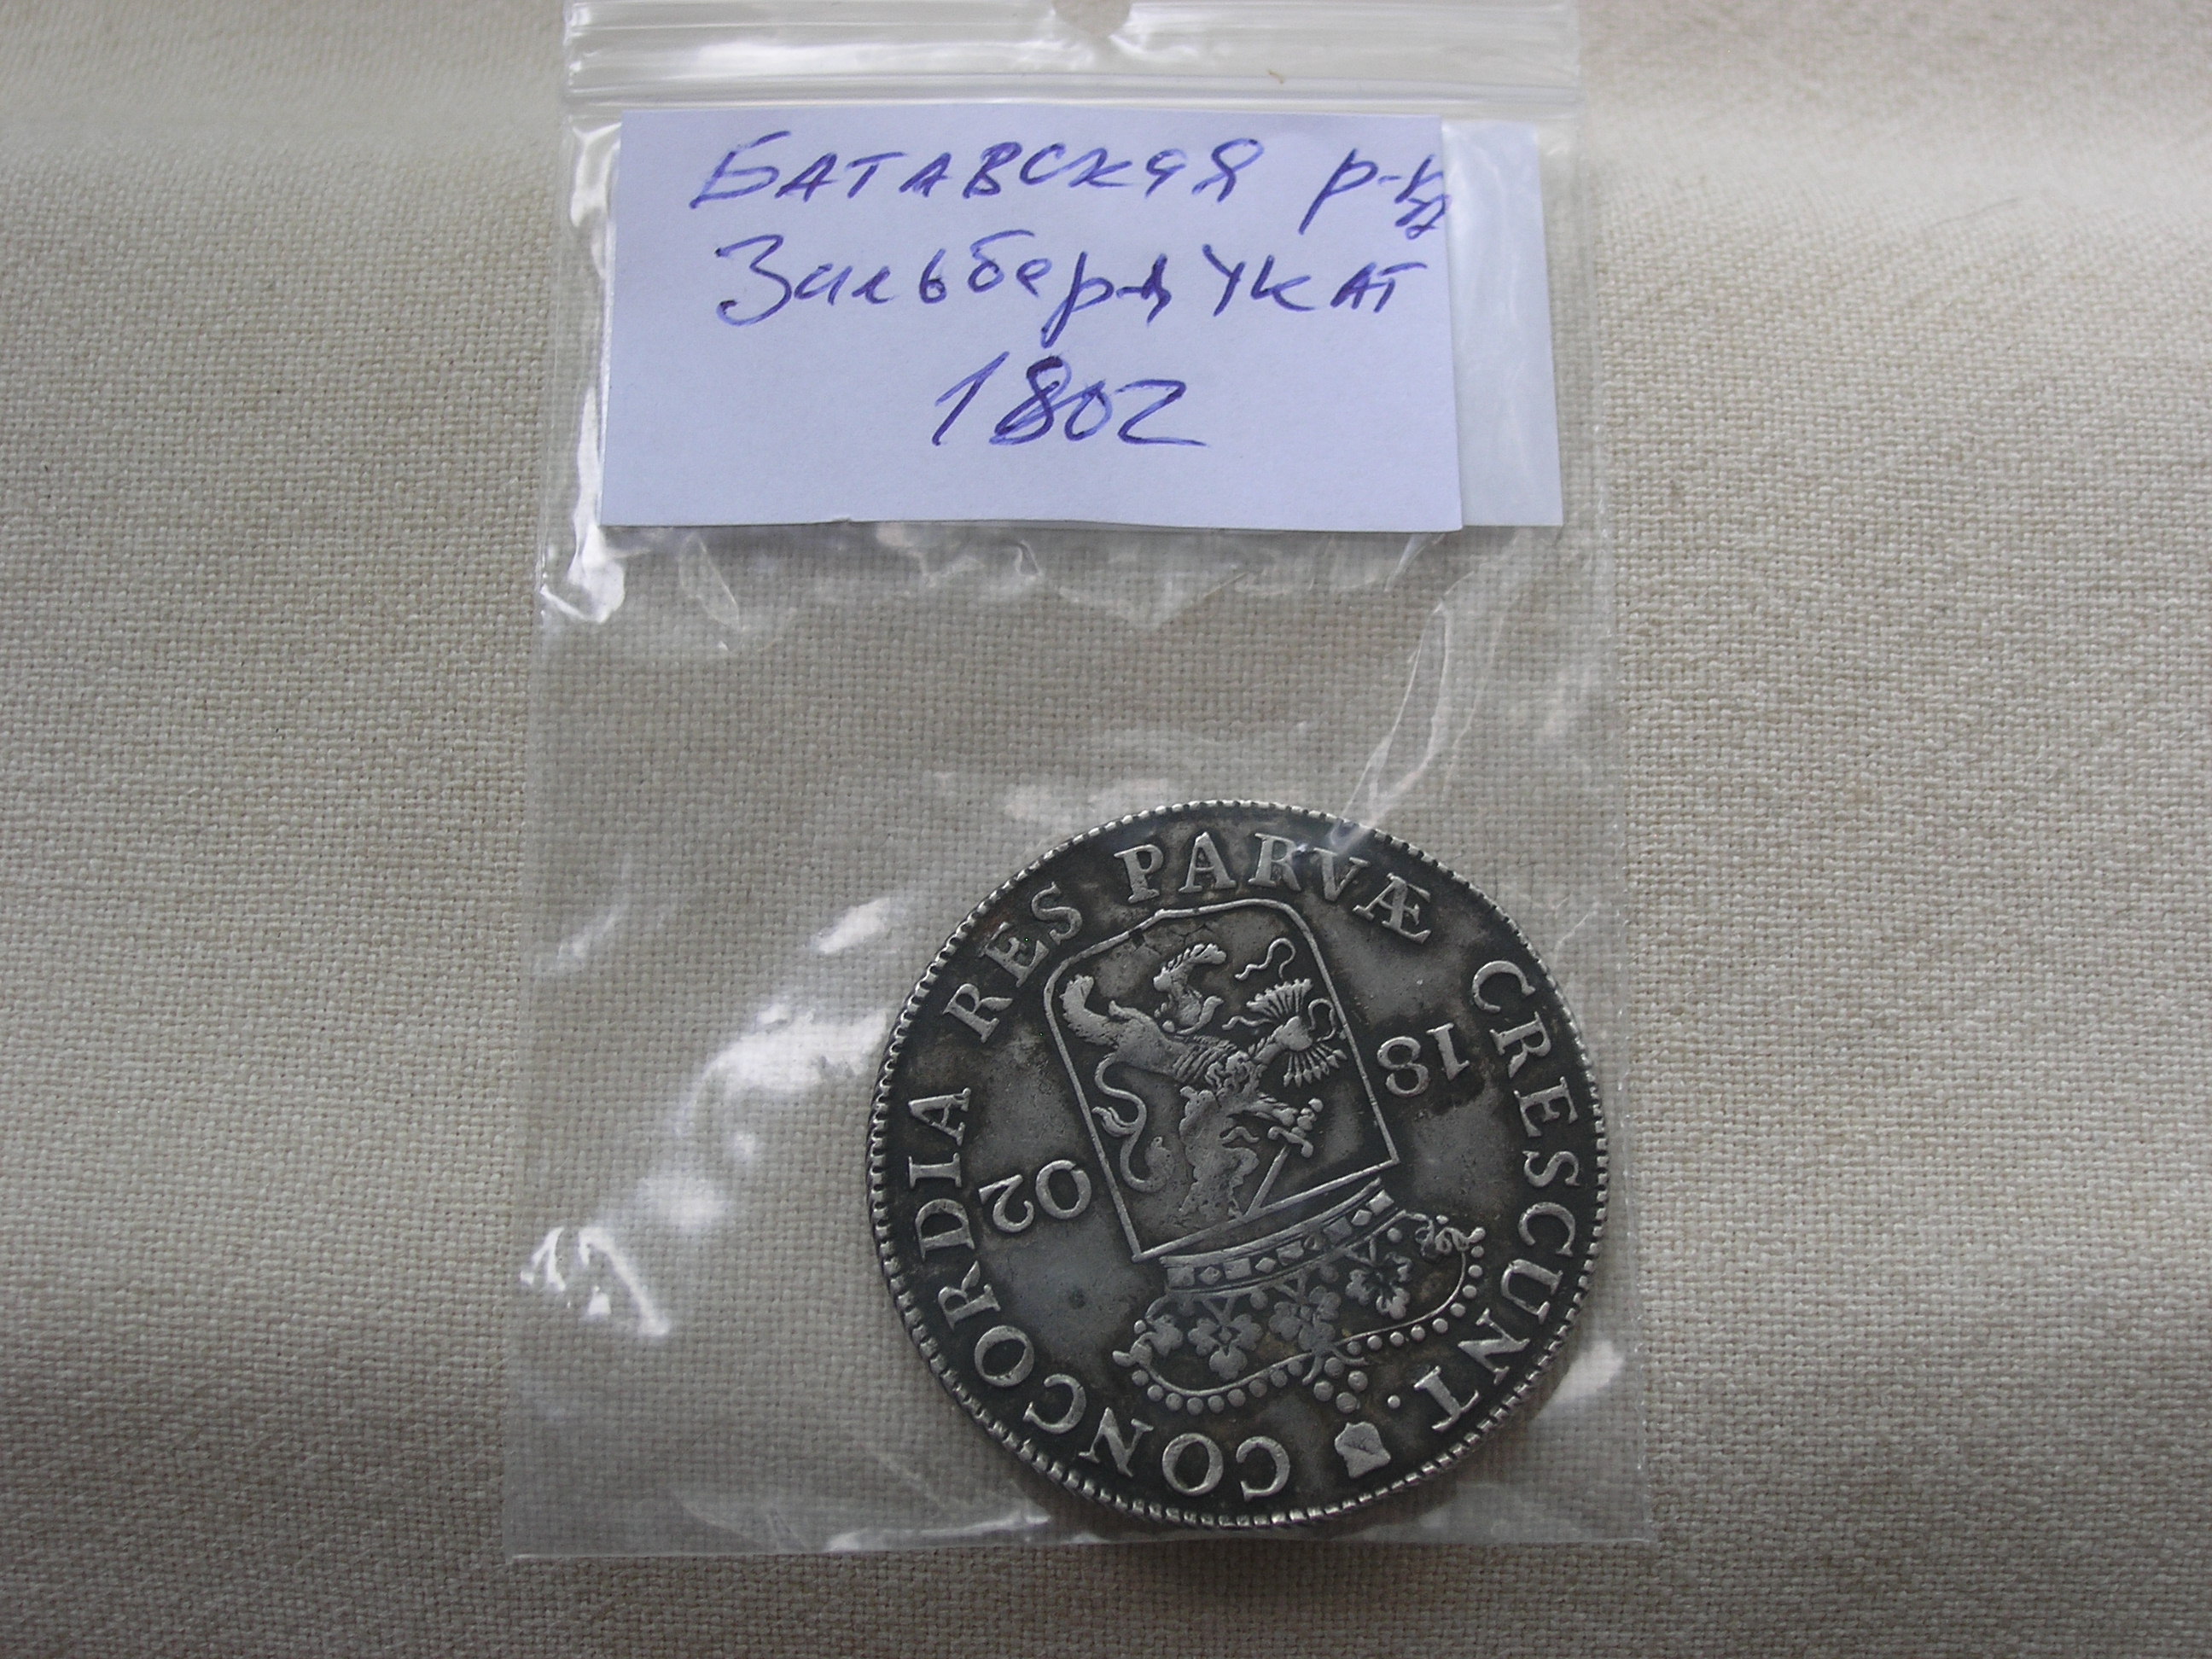 Батавская р-ка
Зильбердукат
1802
CONCORDIA RES PARVÆ CRESCUNT.
18 02